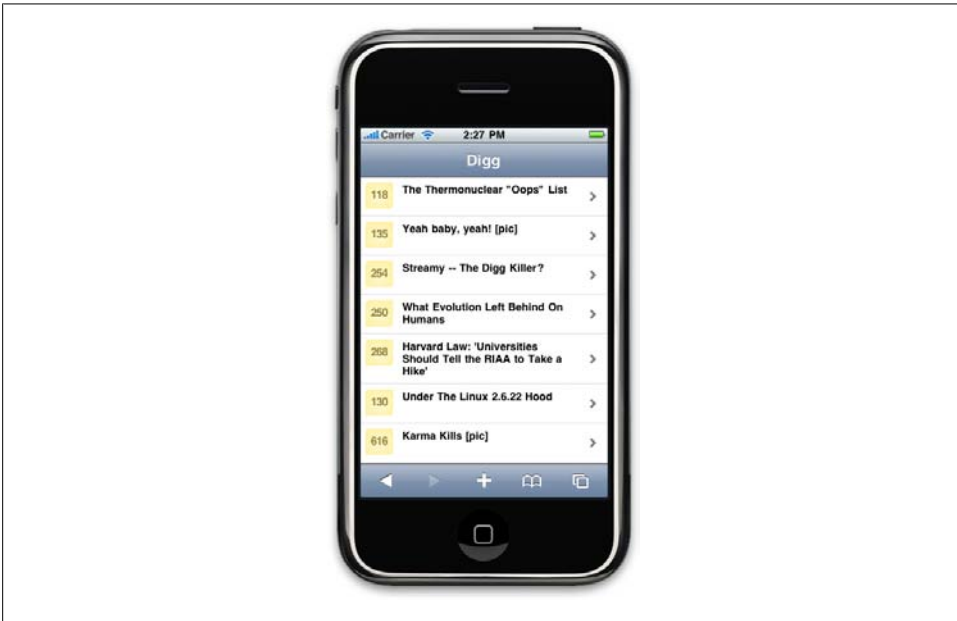 Carrier 2:27 PM
Digg
118 The Thermonuclear "Oops" List
135 Yeah baby, yeah! [pic]
254 Streamy -- The Digg Killer?
250 What Evolution Left Behind On
Humans
268 Harvard Law: 'Universities
Should Tell the RIAA to Take a
Hike'
130 Under The Linux 2.6.22 Hood
616 Karma Kills [pic]